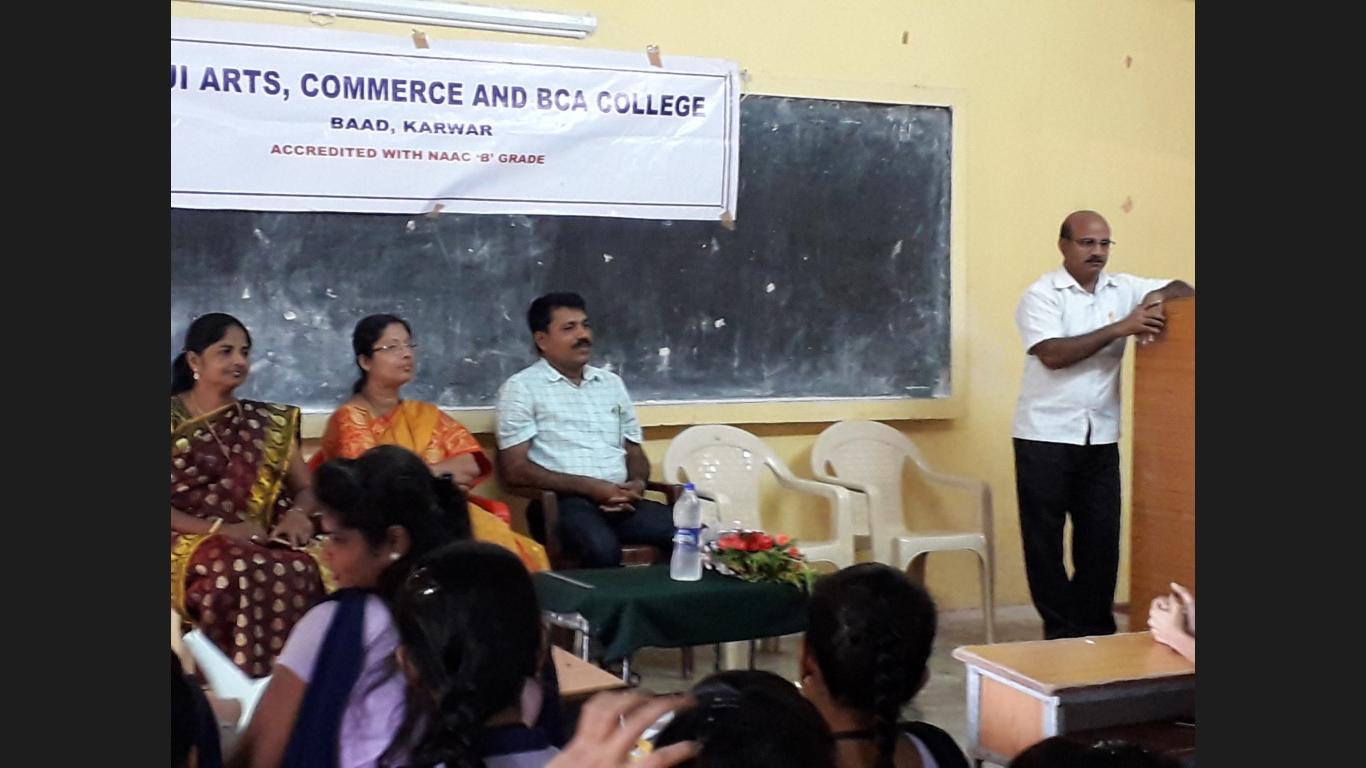 ARTS, COMMERCE AND BCA COLLEGE
BAAD, KARWAR
ACCREDITED WITH NAAC 'B' GRADE